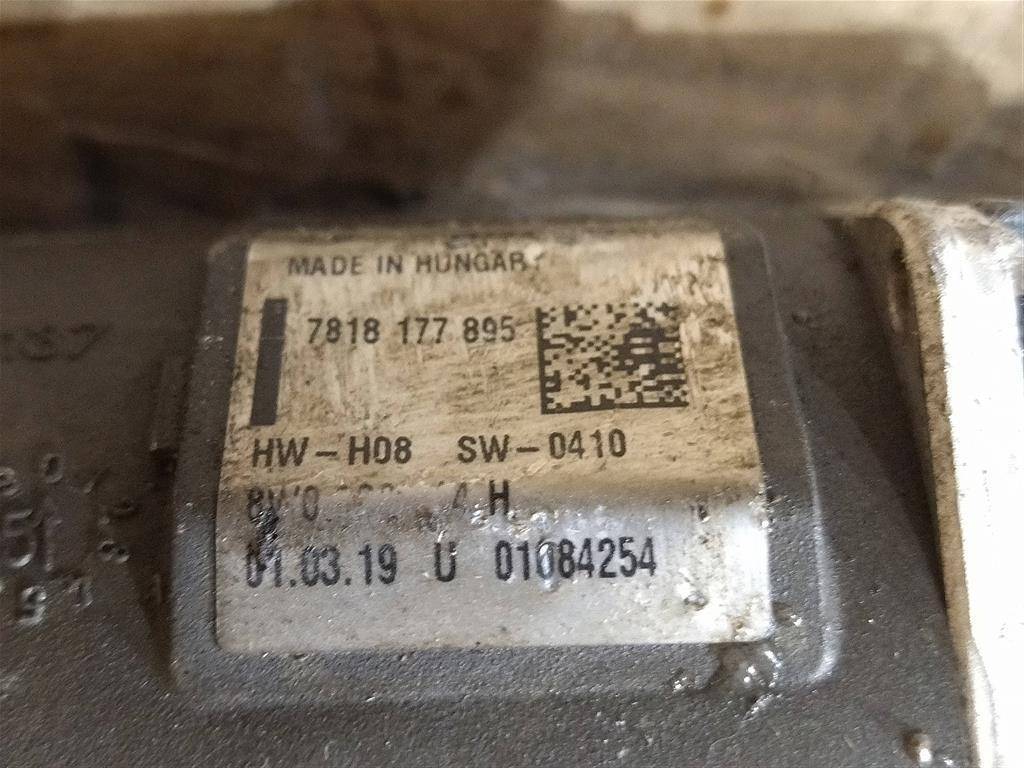 MADE IN HUNGARY
7818 177 895
HW-H08 SW-0410
01.03.19 U 01084254